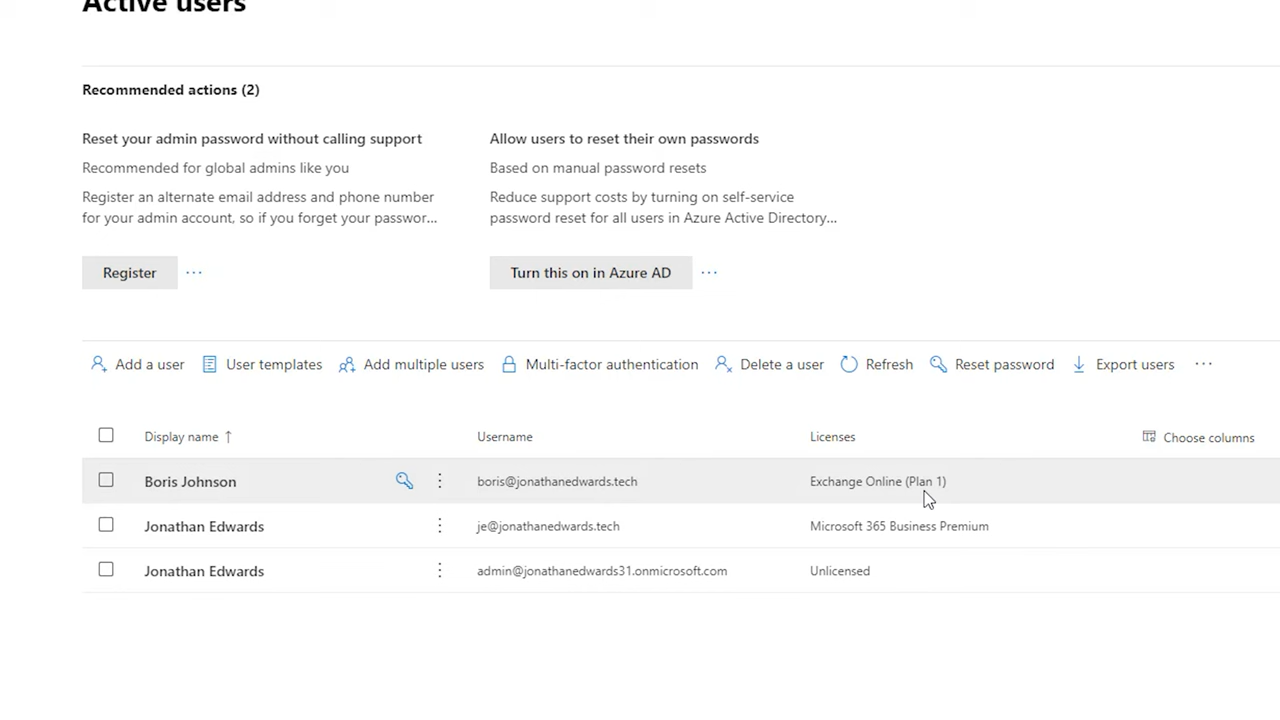 Active users
Recommended actions (2)
Reset your admin password without calling support
Recommended for global admins like you
Register an alternate email address and phone number
for your admin account, so if you forget your passwor...
Register
Allow users to reset their own passwords
Based on manual password resets
Reduce support costs by turning on self-service
password reset for all users in Azure Active Directory...
Turn this on in Azure AD
Add a user User templates Add multiple users Multi-factor authentication Delete a user Refresh Reset password Export users
Display name ↑ Username Licenses Choose columns
Boris Johnson boris@jonathanedwards.tech Exchange Online (Plan 1)
Jonathan Edwards je@jonathanedwards.tech Microsoft 365 Business Premium
Jonathan Edwards admin@jonathanedwards31.onmicrosoft.com Unlicensed